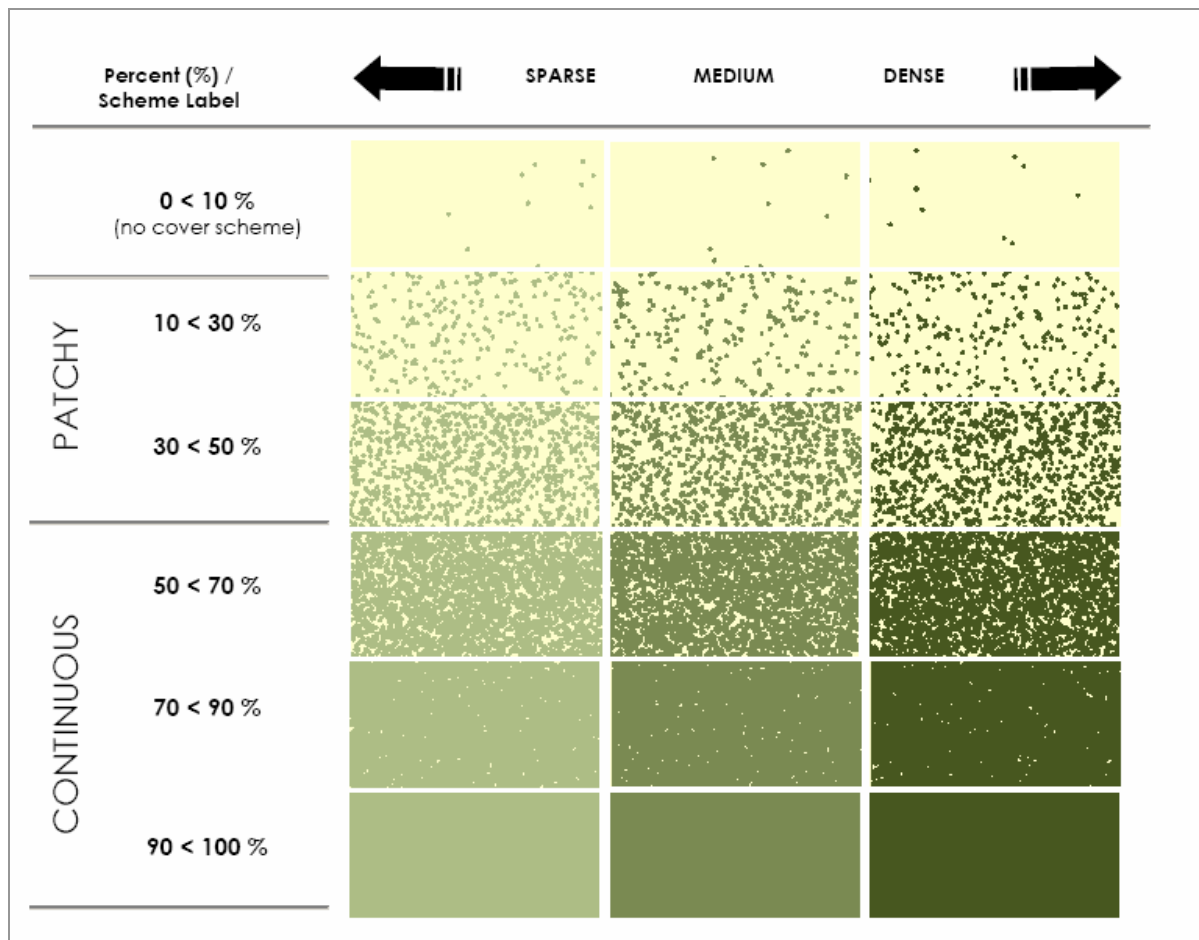 Percent (%) /
Scheme Label
SPARSE
MEDIUM
DENSE
0 < 10 %
(no cover scheme)
PATCHY
10 < 30 %
30 < 50 %
CONTINUOUS
50 < 70 %
70 < 90 %
90 < 100 %